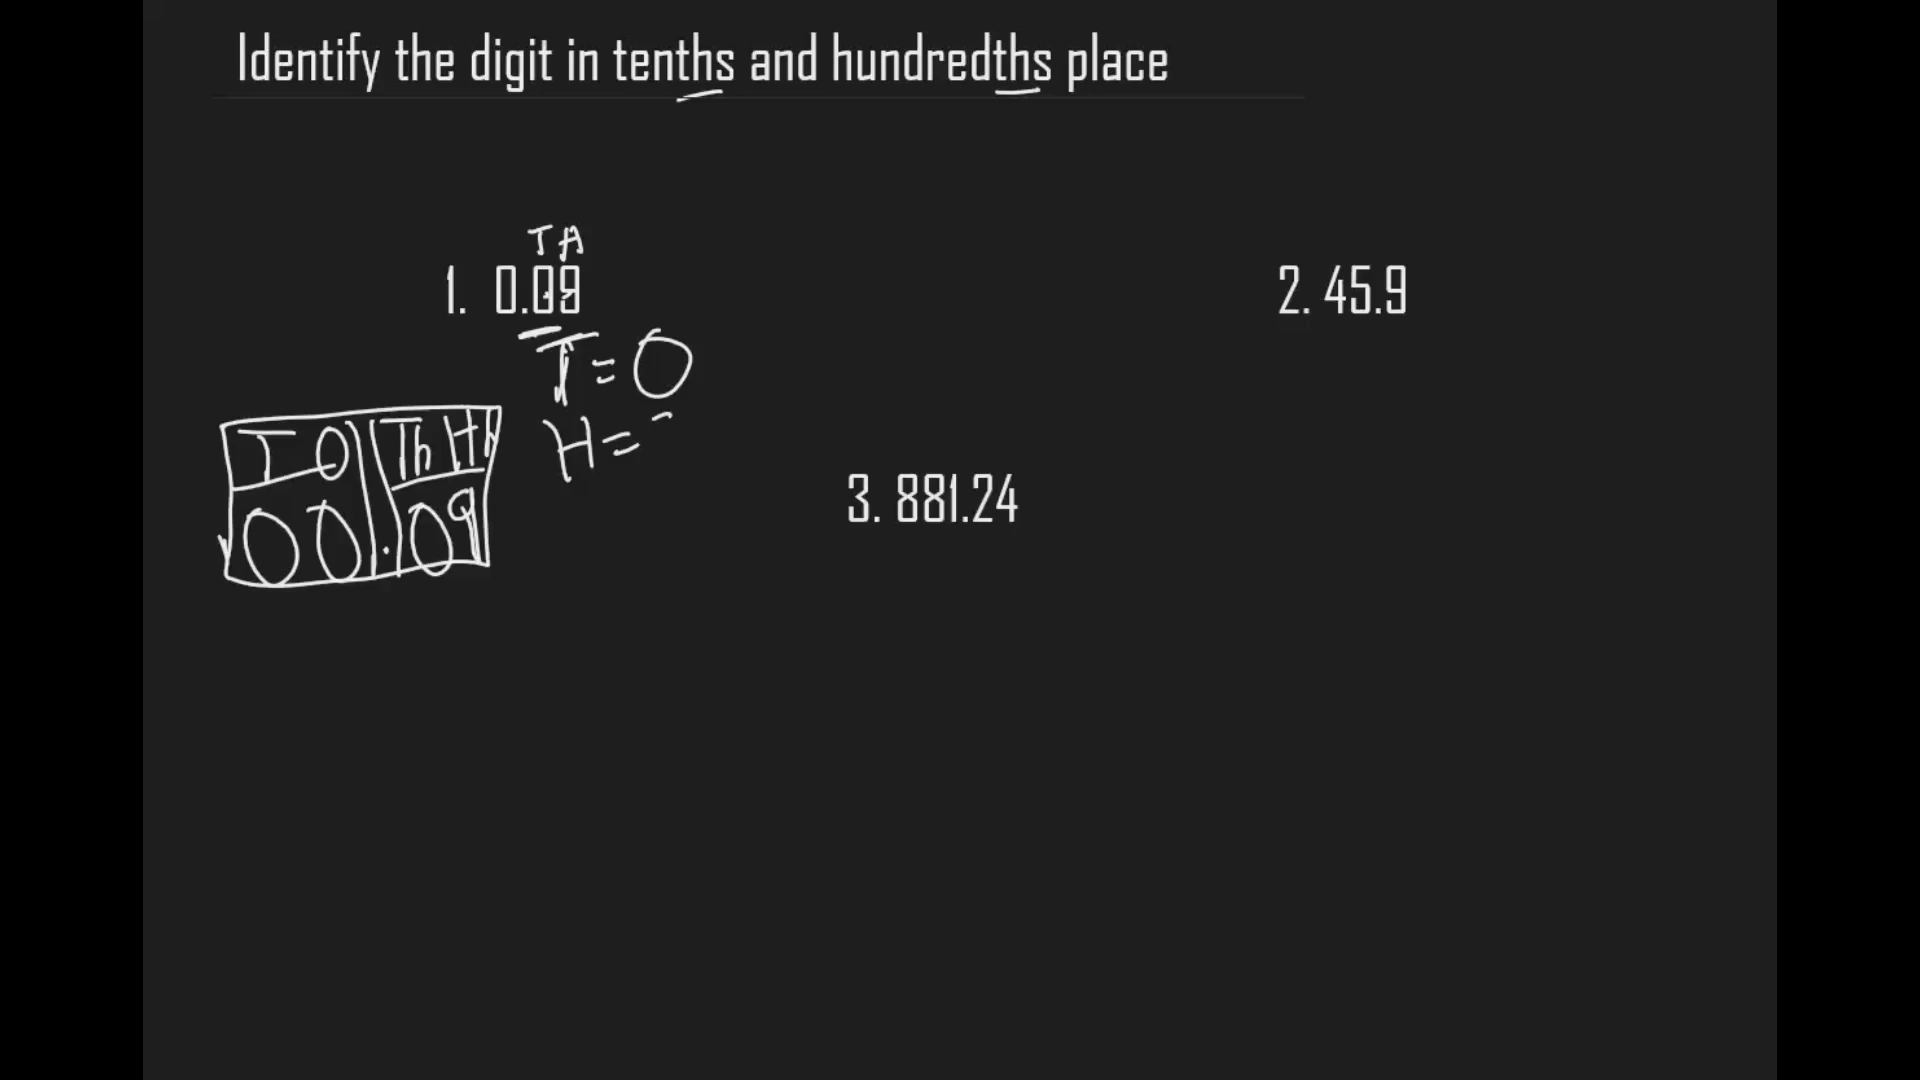 Identify the digit in tenths and hundredths place
T H
1. 0.09
2. 45.9
T = 0
H =
T O Th Hth
0 0 . 0 9
3. 881.24